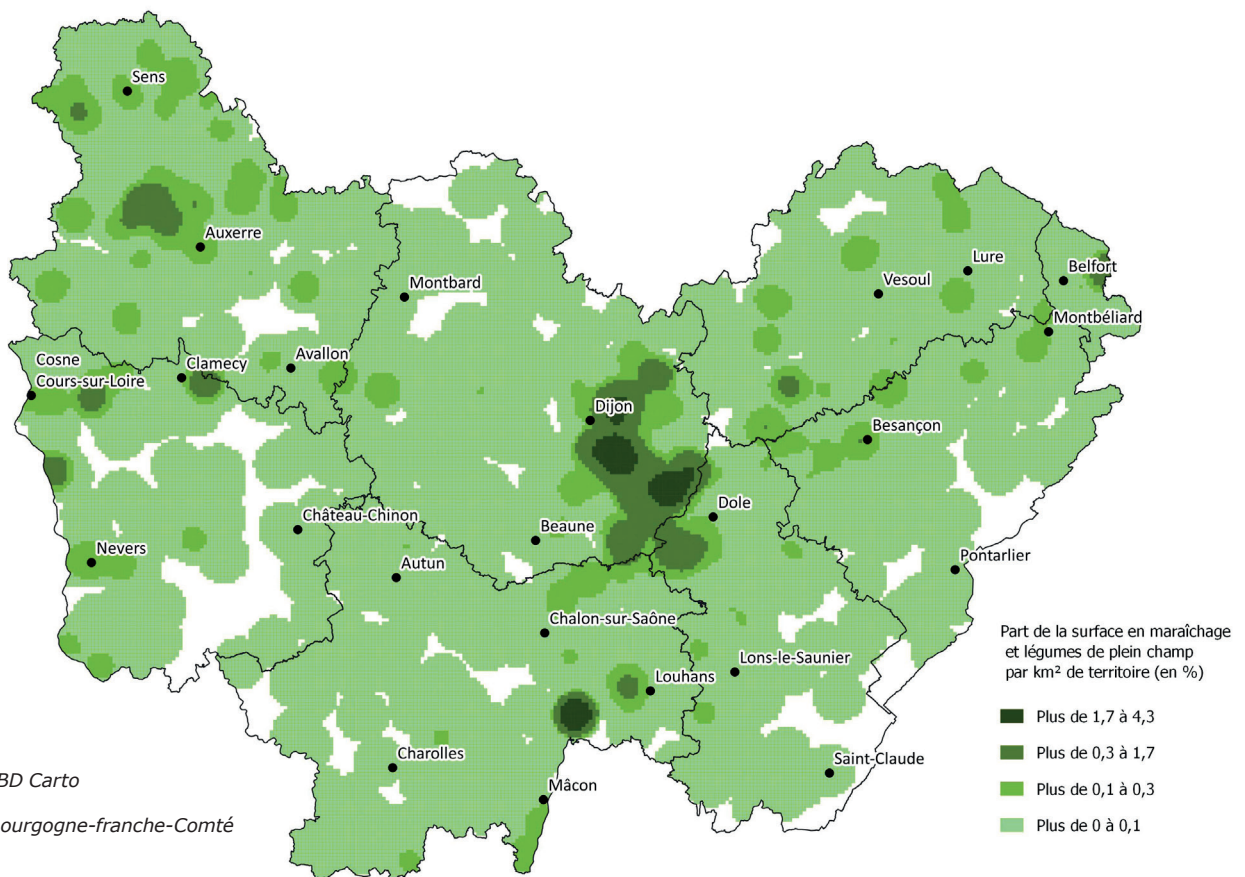 Sens
Auxerre
Montbard
Vesoul
Lure
Belfort
Montbéliard
Cosne
Cours-sur-Loire
Clamecy
Avallon
Dijon
Besançon
Château-Chinon
Dole
Nevers
Beaune
Autun
Pontarlier
Chalon-sur-Saône
Lons-le-Saunier
Louhans
Charolles
Saint-Claude
Mâcon
Part de la surface en maraîchage
et légumes de plein champ
par km² de territoire (en %)
Plus de 1,7 à 4,3
Plus de 0,3 à 1,7
Plus de 0,1 à 0,3
Plus de 0 à 0,1
BD Carto
ourgogne-franche-Comté